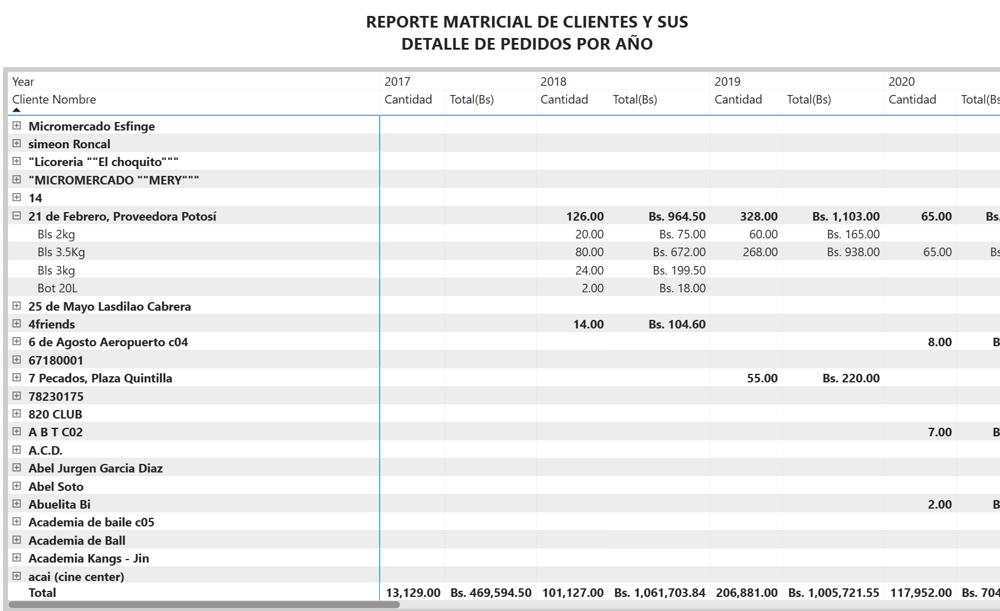 REPORTE MATRICIAL DE CLIENTES Y SUS
DETALLE DE PEDIDOS POR AÑO
Year 2017 2018 2019 2020
Cliente Nombre Cantidad Total(Bs) Cantidad Total(Bs) Cantidad Total(Bs) Cantidad Total(Bs
Micromercado Esfinge
simeon Roncal
"Licoreria ""El choquito"""
"MICROMERCADO ""MERY"""
14
21 de Febrero, Proveedora Potosí 126.00 Bs. 964.50 328.00 Bs. 1,103.00 65.00 Bs.
Bls 2kg 20.00 Bs. 75.00 60.00 Bs. 165.00
Bls 3.5Kg 80.00 Bs. 672.00 268.00 Bs. 938.00 65.00 Bs
Bls 3kg 24.00 Bs. 199.50
Bot 20L 2.00 Bs. 18.00
25 de Mayo Lasdilao Cabrera
4friends 14.00 Bs. 104.60
6 de Agosto Aeropuerto c04 8.00 B
67180001
7 Pecados, Plaza Quintilla 55.00 Bs. 220.00
78230175
820 CLUB
A B T C02 7.00 B
A.C.D.
Abel Jurgen Garcia Diaz
Abel Soto
Abuelita Bi 2.00 B
Academia de baile c05
Academia de Ball
Academia Kangs - Jin
acai (cine center)
Total 13,129.00 Bs. 469,594.50 101,127.00 Bs. 1,061,703.84 206,881.00 Bs. 1,005,721.55 117,952.00 Bs. 704